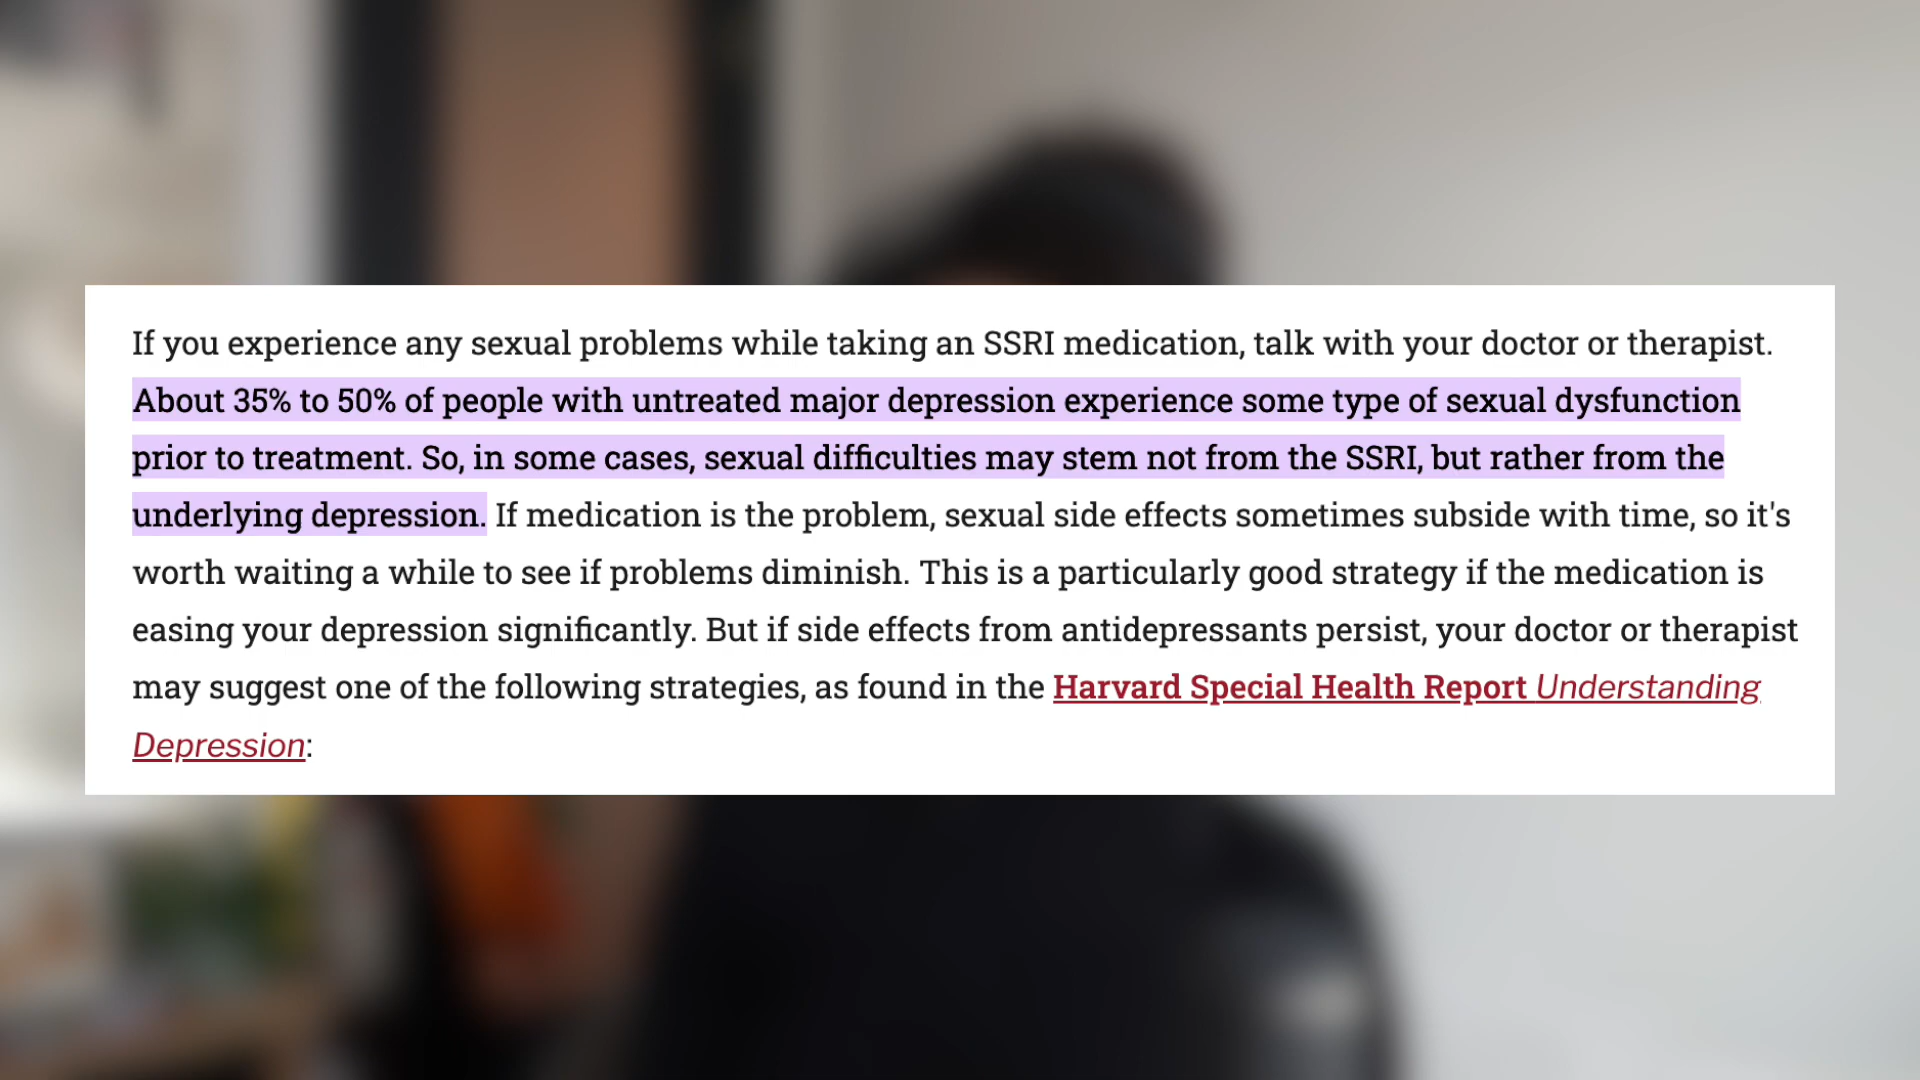 If you experience any sexual problems while taking an SSRI medication, talk with your doctor or therapist.
About 35% to 50% of people with untreated major depression experience some type of sexual dysfunction
prior to treatment. So, in some cases, sexual difficulties may stem not from the SSRI, but rather from the
underlying depression. If medication is the problem, sexual side effects sometimes subside with time, so it's
worth waiting a while to see if problems diminish. This is a particularly good strategy if the medication is
easing your depression significantly. But if side effects from antidepressants persist, your doctor or therapist
may suggest one of the following strategies, as found in the Harvard Special Health Report Understanding
Depression: